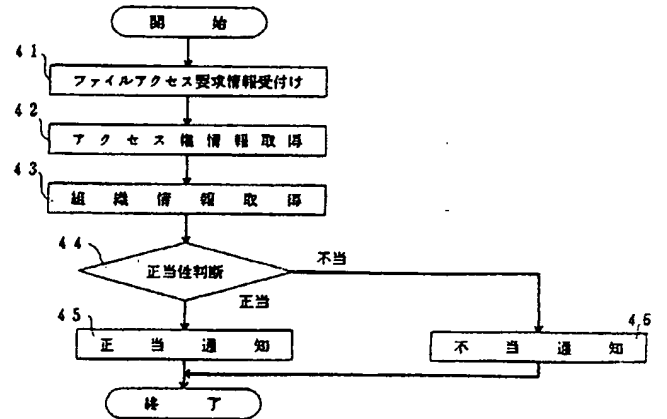 開始
41
ファイルアクセス要求情報受付け
42
アクセス権情報取得
43
組織情報取得
44
正当性判断
不当
正当
45
正当通知
46
不当通知
終了